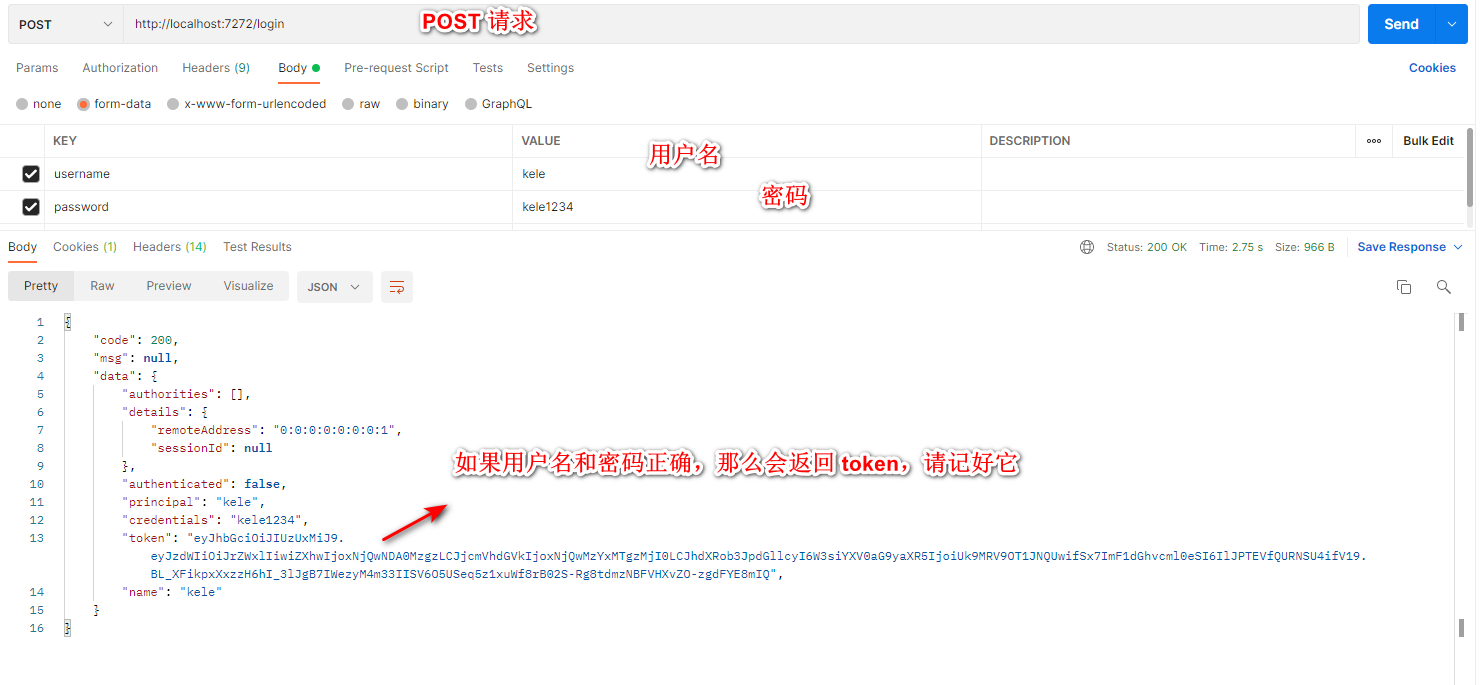 POST http://localhost:7272/login POST 请求 Send
Params Authorization Headers (9) Body Pre-request Script Tests Settings Cookies
none form-data x-www-form-urlencoded raw binary GraphQL
KEY VALUE 用户名 DESCRIPTION Bulk Edit
username kele
password kele1234 密码
Body Cookies (1) Headers (14) Test Results Status: 200 OK Time: 2.75 s Size: 966 B Save Response
Pretty Raw Preview Visualize JSON
1 {
2 "code": 200,
3 "msg": null,
4 "data": {
5 "authorities": [],
6 "details": {
7 "remoteAddress": "0:0:0:0:0:0:0:1",
8 "sessionId": null
如果用户名和密码正确，那么会返回 token，请记好它
9 },
10 "authenticated": false,
11 "principal": "kele",
12 "credentials": "kele1234",
13 "token": "eyJhbGciOiJIUzUxMiJ9.
eyJzdWIiOiJrZWxlIiwiZXhwIjoxNjQwNDA0MzgzLCJjcmVhdGVkIjoxNjQwMzYxMTgzMjI0LCJhdXRob3JpdGllcyI6W3siYXV0aG9yaXR5IjoiUk9MRV9OT1JNQUwifSx7ImF1dGhvcml0eSI6IlJPTEVfQURNSU4ifV19.
BL_XFikpxXxzzH6hI_3lJgB7IWezyM4m33IISV6O5USeq5z1xuWf8rB02S-Rg8tdmzNBFVHXvZO-zgdFYE8mIQ",
14 "name": "kele"
15 }
16 }